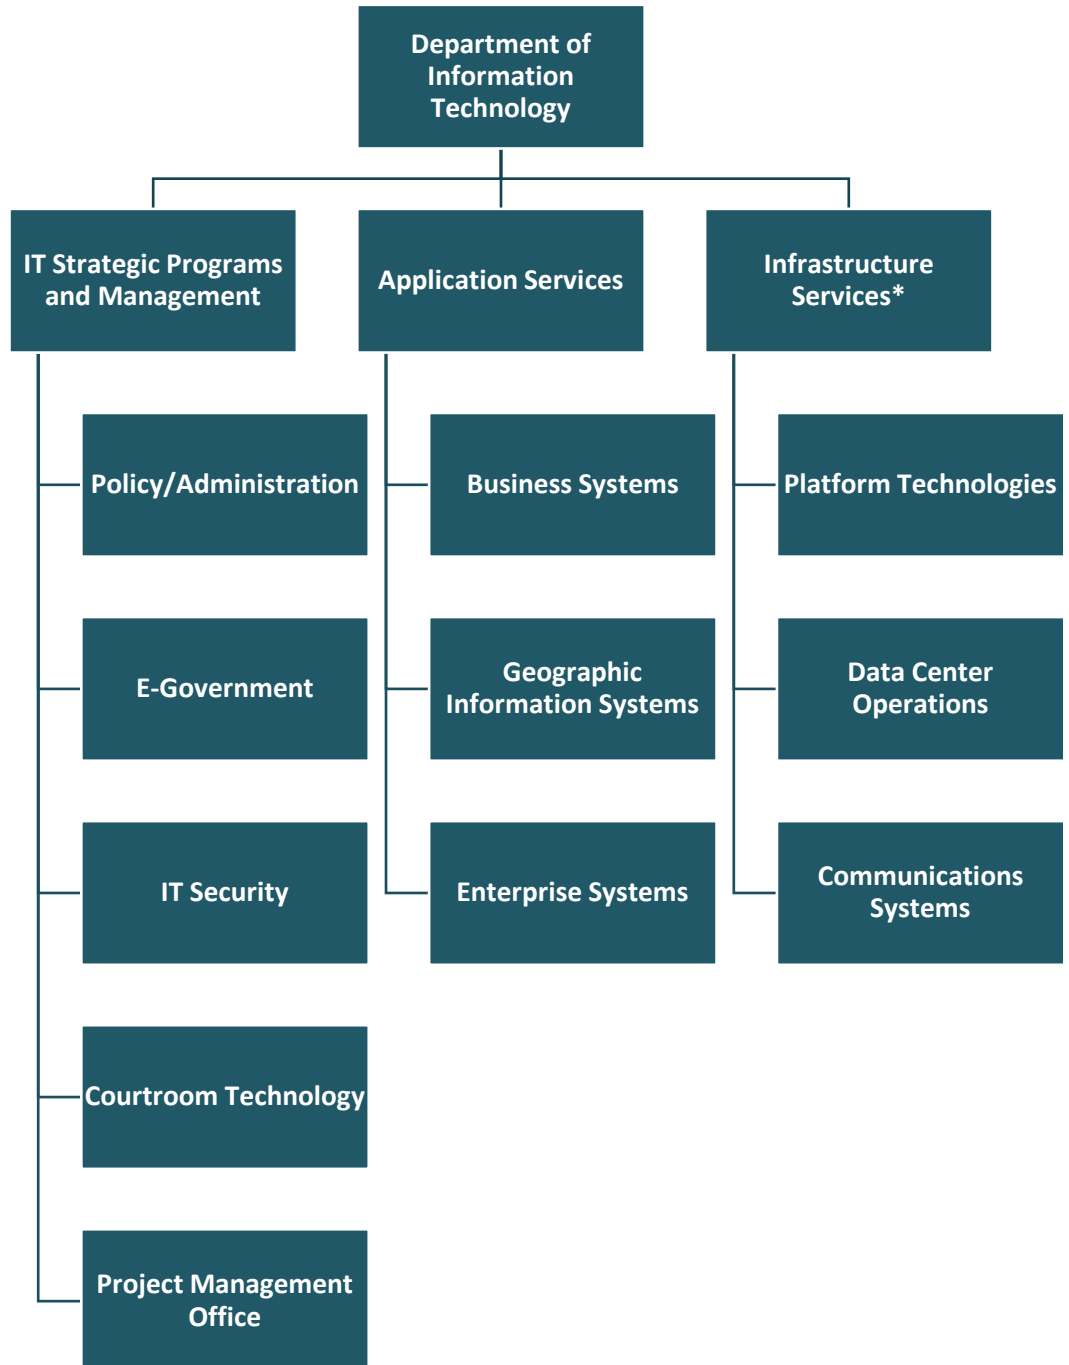 Department of
Information
Technology
IT Strategic Programs
and Management
Application Services
Infrastructure
Services*
Policy/Administration
Business Systems
Platform Technologies
E-Government
Geographic
Information Systems
Data Center
Operations
IT Security
Enterprise Systems
Communications
Systems
Courtroom Technology
Project Management
Office